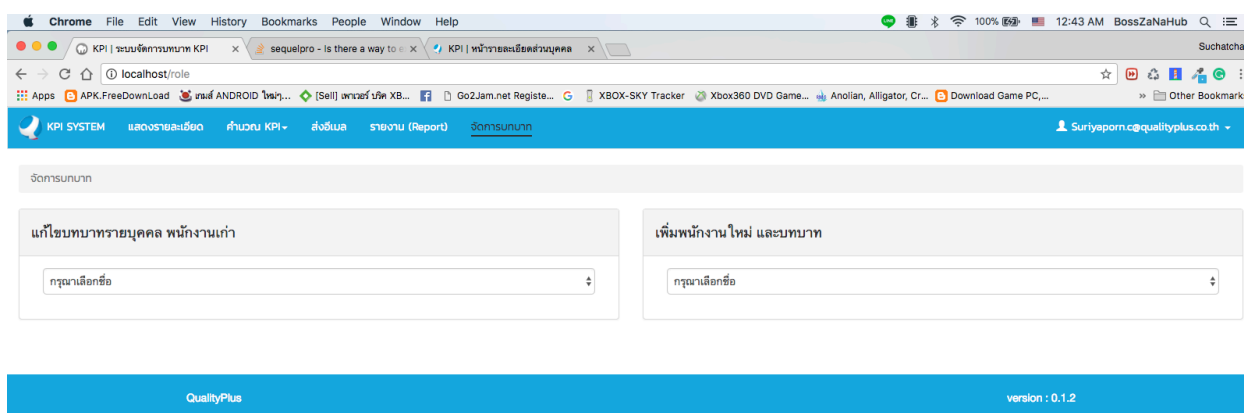 Chrome File Edit View History Bookmarks People Window Help 100% 12:43 AM BossZaNaHub
KPI | ระบบจัดการบทบาท KPI sequelpro - Is there a way to e KPI | หน้ารายละเอียดส่วนบุคคล Suchatcha
localhost/role
Apps APK.FreeDownLoad เกมส์ ANDROID ใหม่ๆ... [Sell] เพาเวอร์ บริค XB... Go2Jam.net Registe... XBOX-SKY Tracker Xbox360 DVD Game... Anolian, Alligator, Cr... Download Game PC,... » Other Bookmark
KPI SYSTEM แสดงรายละเอียด คำนวณ KPI ส่งอีเมล รายงาน (Report) จัดการบทบาท Suriyaporn.c@qualityplus.co.th
จัดการบทบาท
แก้ไขบทบาทรายบุคคล พนักงานเก่า เพิ่มพนักงานใหม่ และบทบาท
กรุณาเลือกชื่อ กรุณาเลือกชื่อ
QualityPlus version : 0.1.2